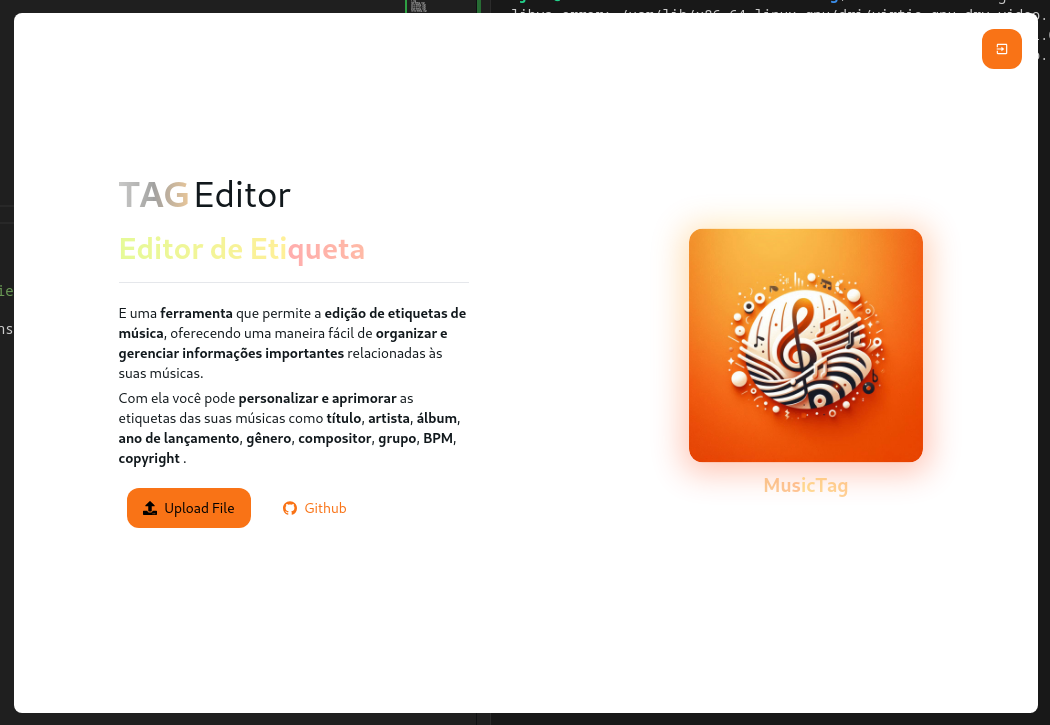 TAG Editor
Editor de Etiqueta
E uma ferramenta que permite a edição de etiquetas de
música, oferecendo uma maneira fácil de organizar e
gerenciar informações importantes relacionadas às
suas músicas.
Com ela você pode personalizar e aprimorar as
etiquetas das suas músicas como título, artista, álbum,
ano de lançamento, gênero, compositor, grupo, BPM,
copyright .
Upload File
Github
MusicTag